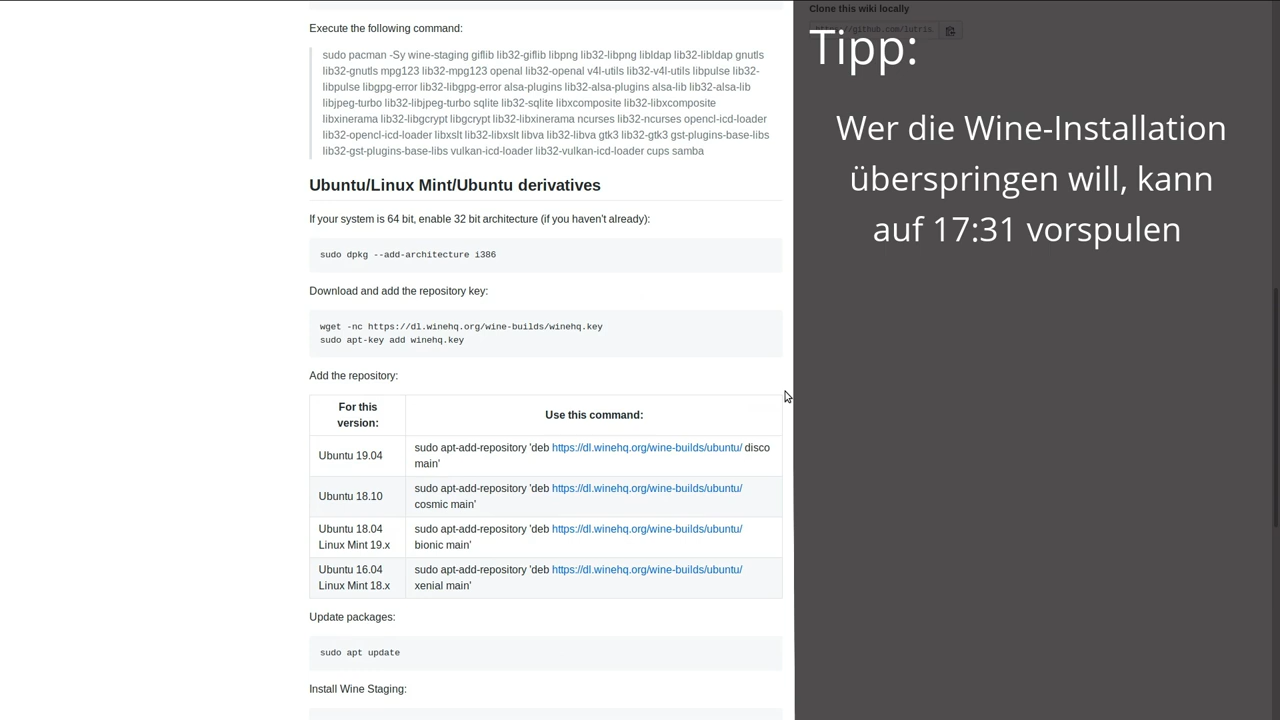 Execute the following command:
sudo pacman -Sy wine-staging giflib lib32-giflib libpng lib32-libpng libldap lib32-libldap gnutls
lib32-gnutls mpg123 lib32-mpg123 openal lib32-openal v4l-utils lib32-v4l-utils libpulse lib32-
libpulse libgpg-error lib32-libgpg-error alsa-plugins lib32-alsa-plugins alsa-lib lib32-alsa-lib
libjpeg-turbo lib32-libjpeg-turbo sqlite lib32-sqlite libxcomposite lib32-libxcomposite
libxinerama lib32-libgcrypt libgcrypt lib32-libxinerama ncurses lib32-ncurses opencl-icd-loader
lib32-opencl-icd-loader libxslt lib32-libxslt libva lib32-libva gtk3 lib32-gtk3 gst-plugins-base-libs
lib32-gst-plugins-base-libs vulkan-icd-loader lib32-vulkan-icd-loader cups samba
Ubuntu/Linux Mint/Ubuntu derivatives
If your system is 64 bit, enable 32 bit architecture (if you haven't already):
sudo dpkg --add-architecture i386
Download and add the repository key:
wget -nc https://dl.winehq.org/wine-builds/winehq.key
sudo apt-key add winehq.key
Add the repository:
For this
version:
Use this command:
Ubuntu 19.04
sudo apt-add-repository 'deb https://dl.winehq.org/wine-builds/ubuntu/ disco
main'
Ubuntu 18.10
sudo apt-add-repository 'deb https://dl.winehq.org/wine-builds/ubuntu/
cosmic main'
Ubuntu 18.04
Linux Mint 19.x
sudo apt-add-repository 'deb https://dl.winehq.org/wine-builds/ubuntu/
bionic main'
Ubuntu 16.04
Linux Mint 18.x
sudo apt-add-repository 'deb https://dl.winehq.org/wine-builds/ubuntu/
xenial main'
Update packages:
sudo apt update
Install Wine Staging:
Clone this wiki locally
Tipp:
Wer die Wine-Installation
überspringen will, kann
auf 17:31 vorspulen